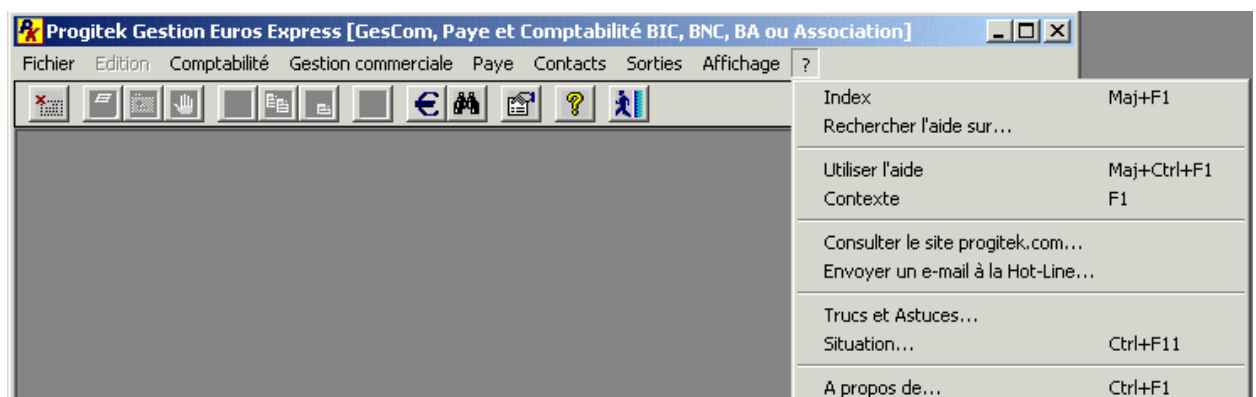 Progitek Gestion Euros Express [GesCom, Paye et Comptabilité BIC, BNC, BA ou Association]
Fichier Edition Comptabilité Gestion commerciale Paye Contacts Sorties Affichage ?
Index Maj+F1
Rechercher l'aide sur...
Utiliser l'aide Maj+Ctrl+F1
Contexte F1
Consulter le site progitek.com...
Envoyer un e-mail à la Hot-Line...
Trucs et Astuces...
Situation... Ctrl+F11
A propos de... Ctrl+F1